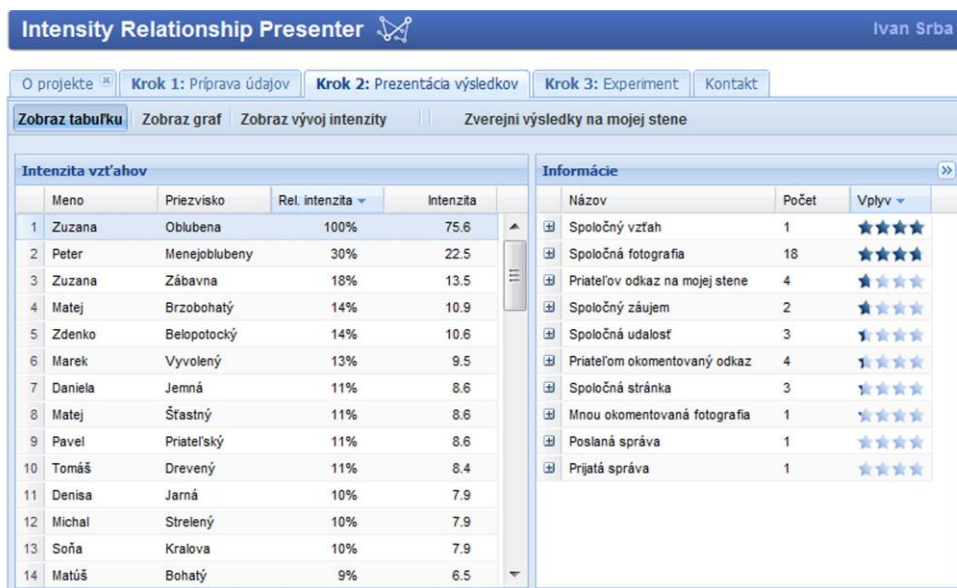 Intensity Relationship Presenter Ivan Srba
O projekte Krok 1: Príprava údajov Krok 2: Prezentácia výsledkov Krok 3: Experiment Kontakt
Zobraz tabuľku Zobraz graf Zobraz vývoj intenzity Zverejni výsledky na mojej stene
Intenzita vzťahov
Meno Priezvisko Rel. intenzita Intenzita
1 Zuzana Oblubena 100% 75.6
2 Peter Menejoblubeny 30% 22.5
3 Zuzana Zábavna 18% 13.5
4 Matej Brzobohatý 14% 10.9
5 Zdenko Belopotocký 14% 10.6
6 Marek Vyvolený 13% 9.5
7 Daniela Jemná 11% 8.6
8 Matej Šťastný 11% 8.6
9 Pavel Priateľský 11% 8.6
10 Tomáš Drevený 11% 8.4
11 Denisa Jarná 10% 7.9
12 Michal Strelený 10% 7.9
13 Soňa Kralova 10% 7.9
14 Matúš Bohatý 9% 6.5
Informácie
Názov Počet Vplyv
Spoločný vzťah 1
Spoločná fotografia 18
Priateľov odkaz na mojej stene 4
Spoločný záujem 2
Spoločná udalosť 3
Priateľom okomentovaný odkaz 4
Spoločná stránka 3
Mnou okomentovaná fotografia 1
Poslaná správa 1
Prijatá správa 1